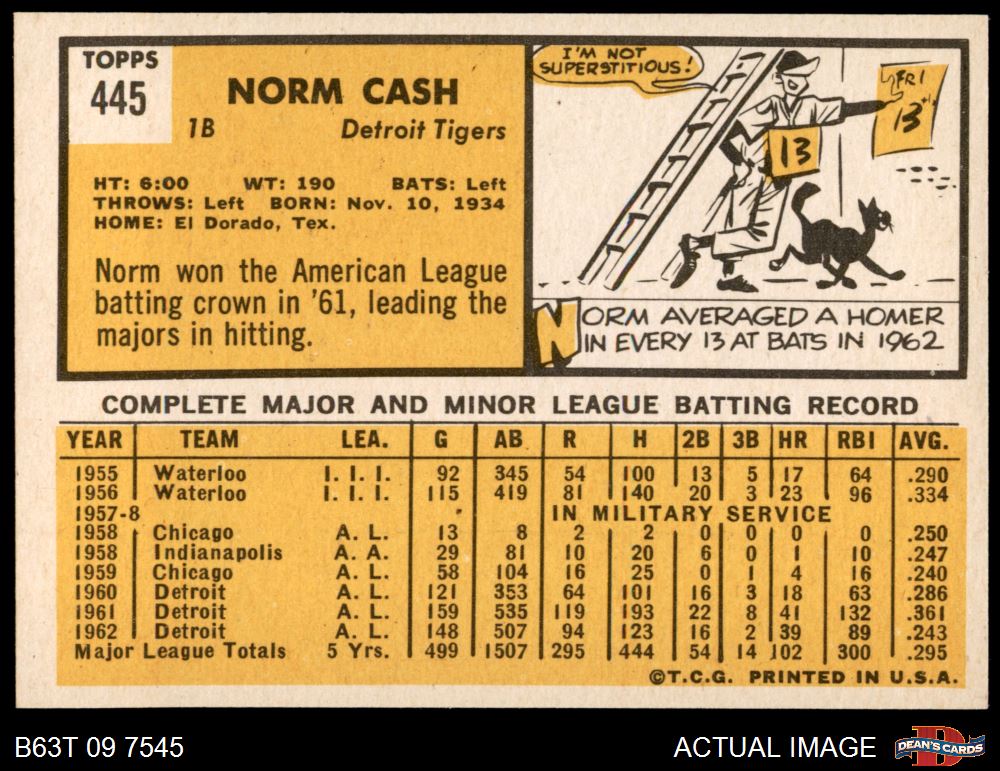 TOPPS
445
NORM CASH
1B Detroit Tigers
HT: 6:00 WT: 190 BATS: Left
THROWS: Left BORN: Nov. 10, 1934
HOME: El Dorado, Tex.
Norm won the American League
batting crown in '61, leading the
majors in hitting.
I'M NOT
SUPERSTITIOUS!
FRI
13
13
NORM AVERAGED A HOMER
IN EVERY 13 AT BATS IN 1962
COMPLETE MAJOR AND MINOR LEAGUE BATTING RECORD
YEAR TEAM LEA. G AB R H 2B 3B HR RBI AVG.
1955 Waterloo I. I. I. 92 345 54 100 13 5 17 64 .290
1956 Waterloo I. I. I. 115 419 81 140 20 3 23 96 .334
1957-8 IN MILITARY SERVICE
1958 Chicago A. L. 13 8 2 2 0 0 0 0 .250
1958 Indianapolis A. A. 29 81 10 20 6 0 1 10 .247
1959 Chicago A. L. 58 104 16 25 0 1 4 16 .240
1960 Detroit A. L. 121 353 64 101 16 3 18 63 .286
1961 Detroit A. L. 159 535 119 193 22 8 41 132 .361
1962 Detroit A. L. 148 507 94 123 16 2 39 89 .243
Major League Totals 5 Yrs. 499 1507 295 444 54 14 102 300 .295
©T.C.G. PRINTED IN U.S.A.
B63T 09 7545 ACTUAL IMAGE
D
DEAN'S CARDS